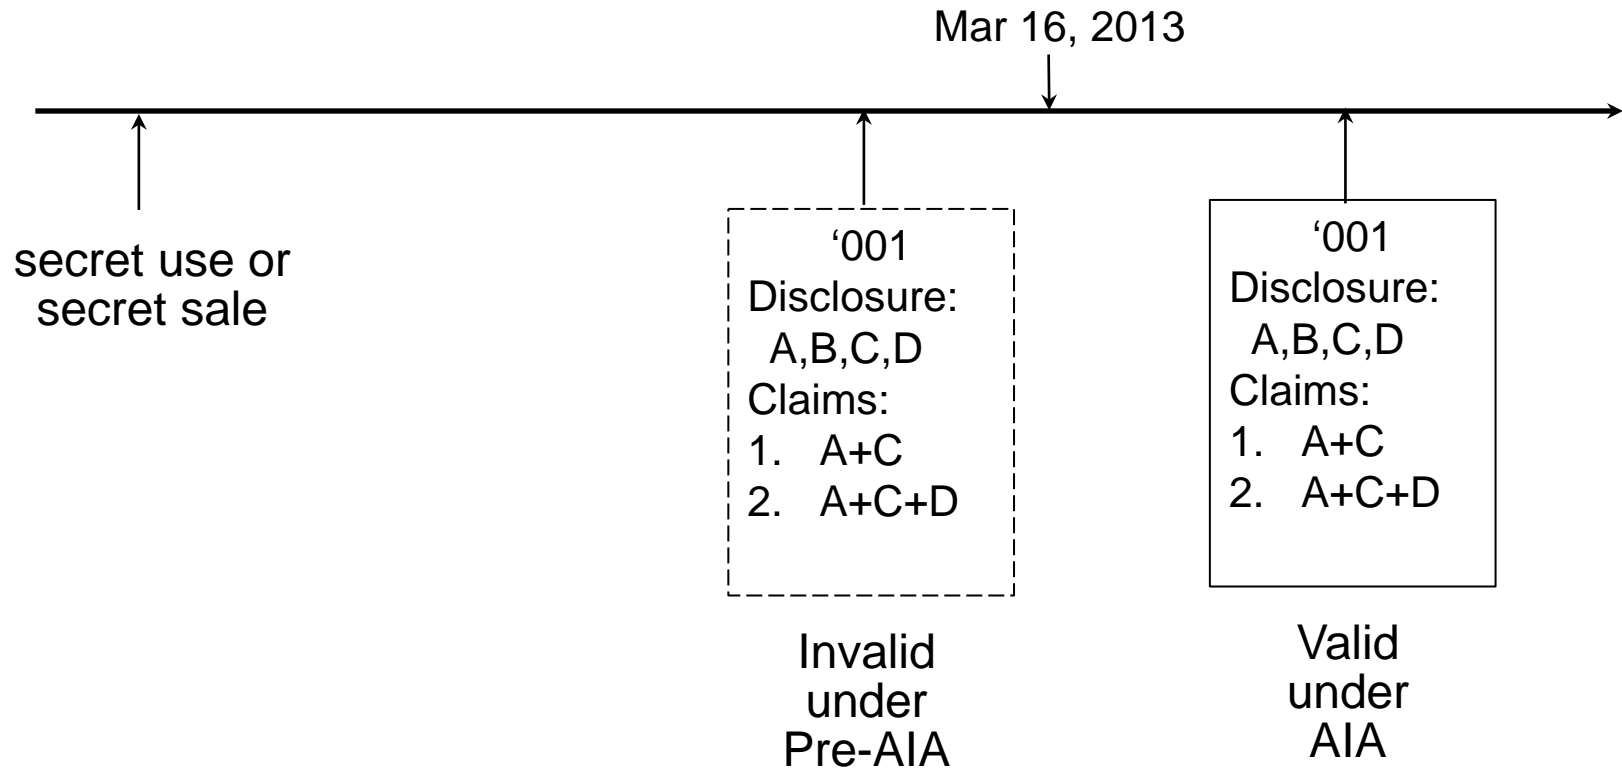 Mar 16, 2013
secret use or
secret sale
‘001
Disclosure:
A,B,C,D
Claims:
1. A+C
2. A+C+D
Invalid
under
Pre-AIA
‘001
Disclosure:
A,B,C,D
Claims:
1. A+C
2. A+C+D
Valid
under
AIA